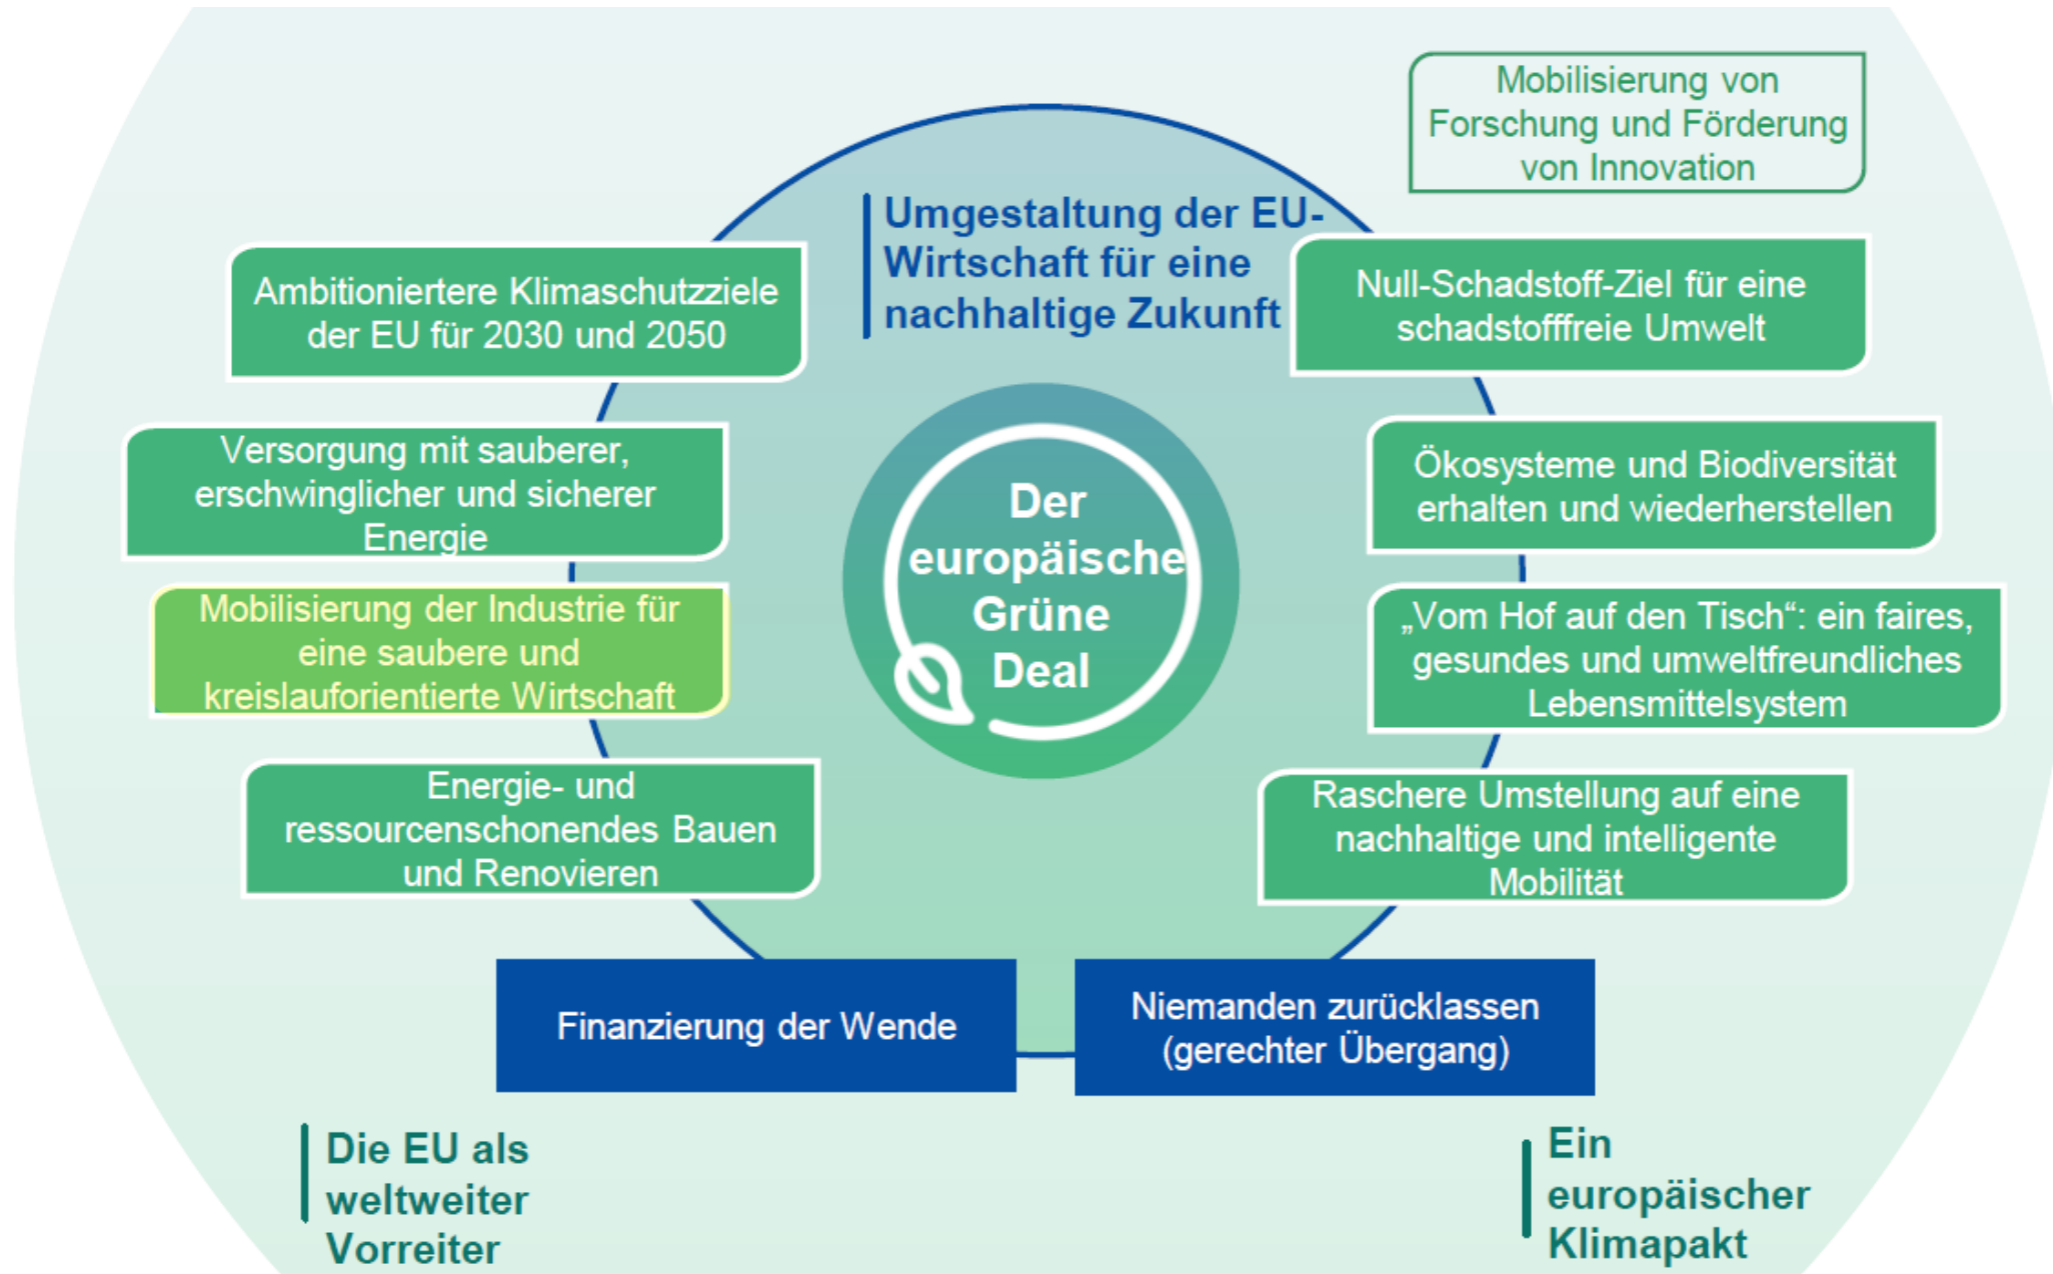 Mobilisierung von
Forschung und Förderung
von Innovation
Umgestaltung der EU-
Wirtschaft für eine
nachhaltige Zukunft
Ambitioniertere Klimaschutzziele
der EU für 2030 und 2050
Versorgung mit sauberer,
erschwinglicher und sicherer
Energie
Mobilisierung der Industrie für
eine saubere und
kreislauforientierte Wirtschaft
Energie- und
ressourcenschonendes Bauen
und Renovieren
Der
europäische
Grüne
Deal
Null-Schadstoff-Ziel für eine
schadstofffreie Umwelt
Ökosysteme und Biodiversität
erhalten und wiederherstellen
„Vom Hof auf den Tisch“: ein faires,
gesundes und umweltfreundliches
Lebensmittelsystem
Raschere Umstellung auf eine
nachhaltige und intelligente
Mobilität
Finanzierung der Wende
Niemanden zurücklassen
(gerechter Übergang)
Die EU als
weltweiter
Vorreiter
Ein
europäischer
Klimapakt